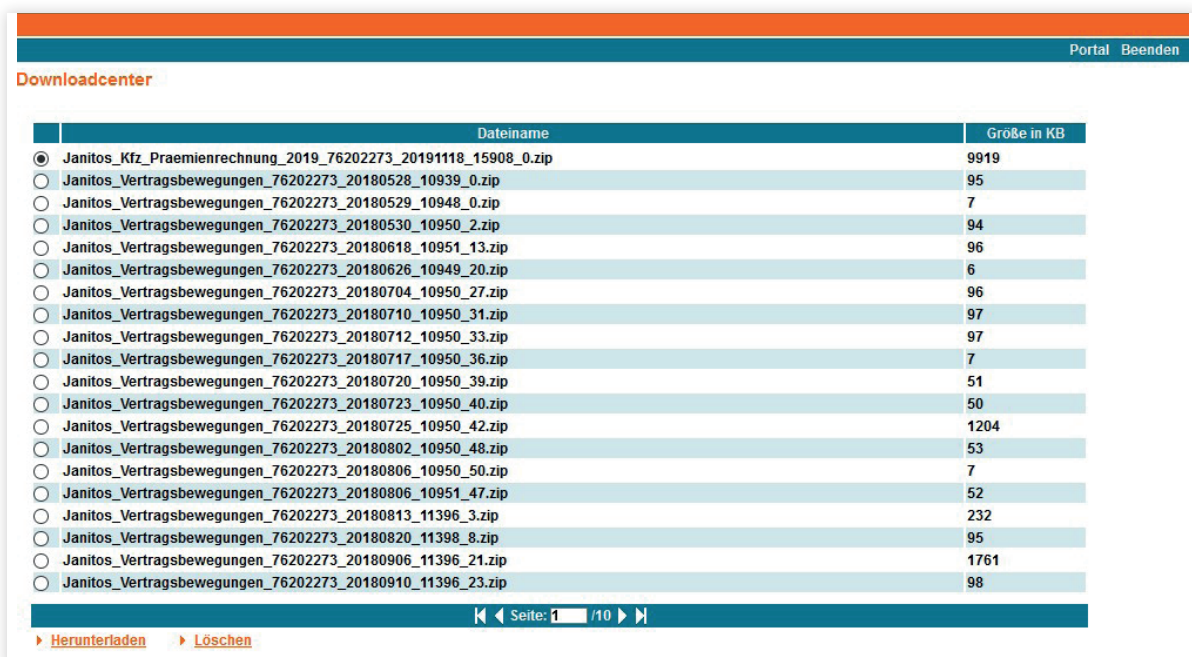 Portal Beenden
Downloadcenter
Dateiname Größe in KB
Janitos_Kfz_Praemienrechnung_2019_76202273_20191118_15908_0.zip 9919
Janitos_Vertragsbewegungen_76202273_20180528_10939_0.zip 95
Janitos_Vertragsbewegungen_76202273_20180529_10948_0.zip 7
Janitos_Vertragsbewegungen_76202273_20180530_10950_2.zip 94
Janitos_Vertragsbewegungen_76202273_20180618_10951_13.zip 96
Janitos_Vertragsbewegungen_76202273_20180626_10949_20.zip 6
Janitos_Vertragsbewegungen_76202273_20180704_10950_27.zip 96
Janitos_Vertragsbewegungen_76202273_20180710_10950_31.zip 97
Janitos_Vertragsbewegungen_76202273_20180712_10950_33.zip 97
Janitos_Vertragsbewegungen_76202273_20180717_10950_36.zip 7
Janitos_Vertragsbewegungen_76202273_20180720_10950_39.zip 51
Janitos_Vertragsbewegungen_76202273_20180723_10950_40.zip 50
Janitos_Vertragsbewegungen_76202273_20180725_10950_42.zip 1204
Janitos_Vertragsbewegungen_76202273_20180802_10950_48.zip 53
Janitos_Vertragsbewegungen_76202273_20180806_10950_50.zip 7
Janitos_Vertragsbewegungen_76202273_20180806_10951_47.zip 52
Janitos_Vertragsbewegungen_76202273_20180813_11396_3.zip 232
Janitos_Vertragsbewegungen_76202273_20180820_11398_8.zip 95
Janitos_Vertragsbewegungen_76202273_20180906_11396_21.zip 1761
Janitos_Vertragsbewegungen_76202273_20180910_11396_23.zip 98
Seite: 1 /10
Herunterladen Löschen